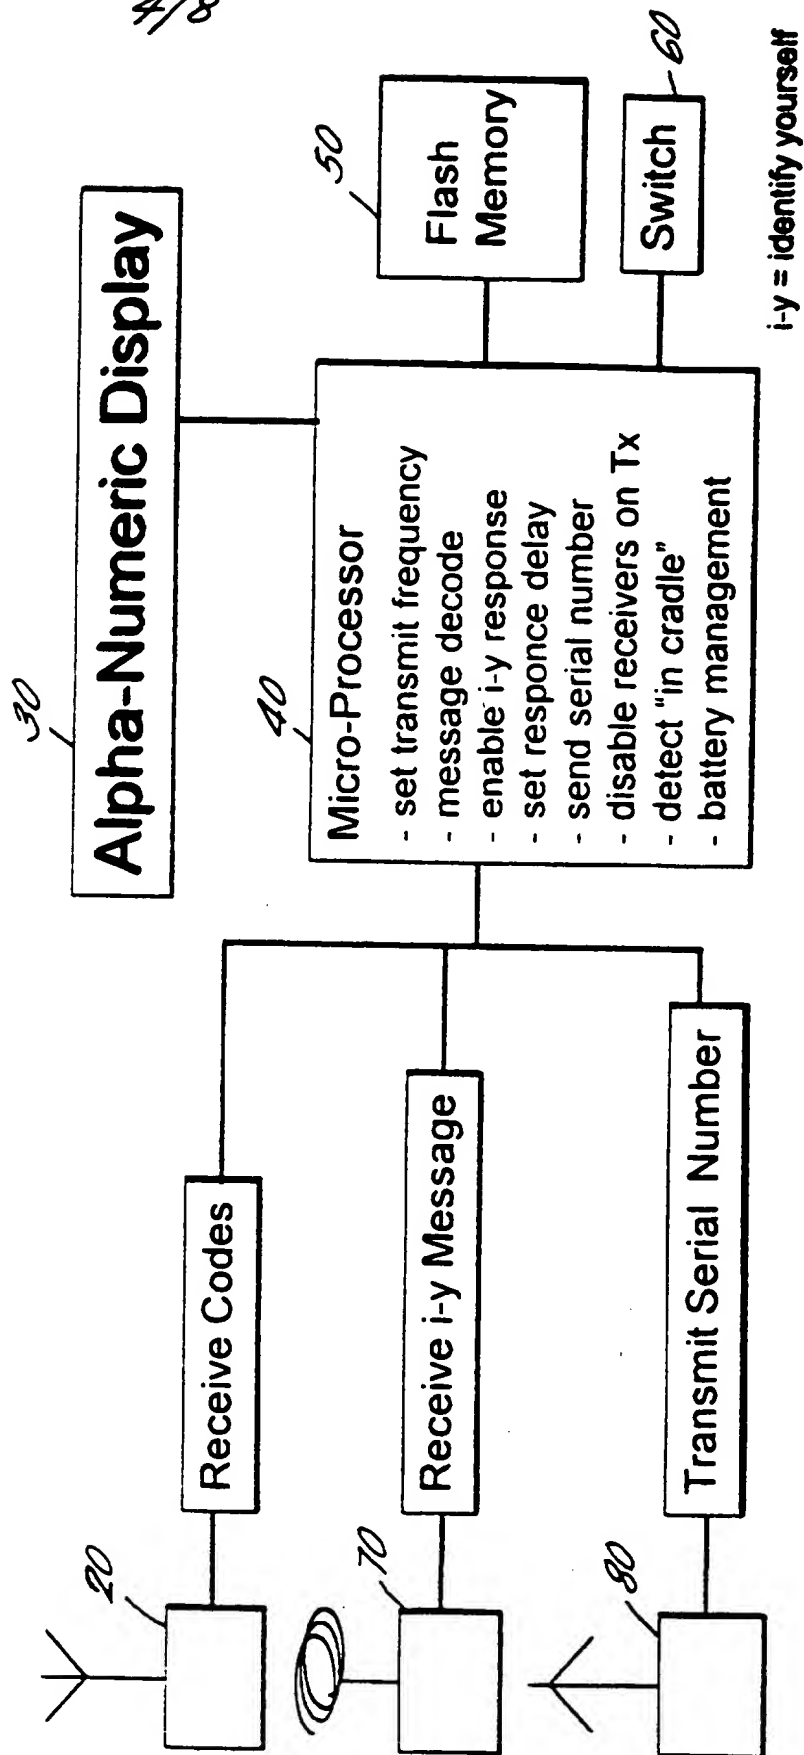 4/8
30
Alpha-Numeric Display
20
Receive Codes
40
Micro-Processor
- set transmit frequency
- message decode
- enable i-y response
- set responce delay
- send serial number
- disable receivers on Tx
- detect "in cradle"
- battery management
50
Flash
Memory
70
Receive i-y Message
60
Switch
80
Transmit Serial Number
i-y = identify yourself